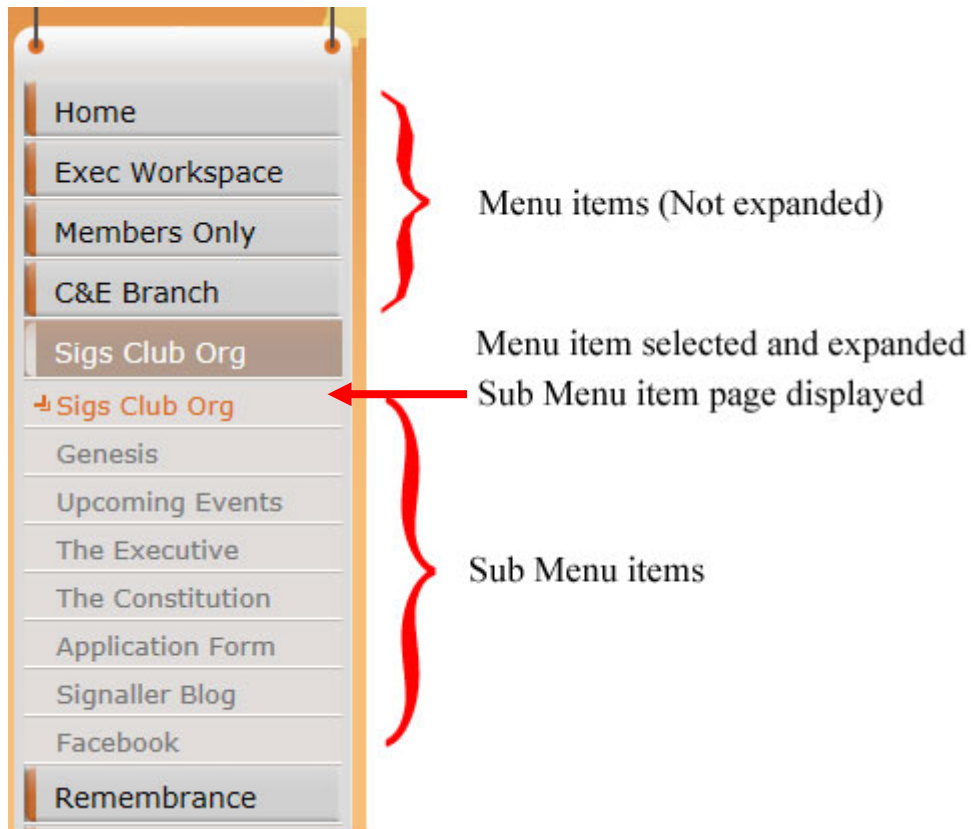 Home
Exec Workspace
Members Only
Menu items (Not expanded)
C&E Branch
Sigs Club Org
Menu item selected and expanded
Sigs Club Org
Sub Menu item page displayed
Genesis
Upcoming Events
The Executive
Sub Menu items
The Constitution
Application Form
Signaller Blog
Facebook
Remembrance